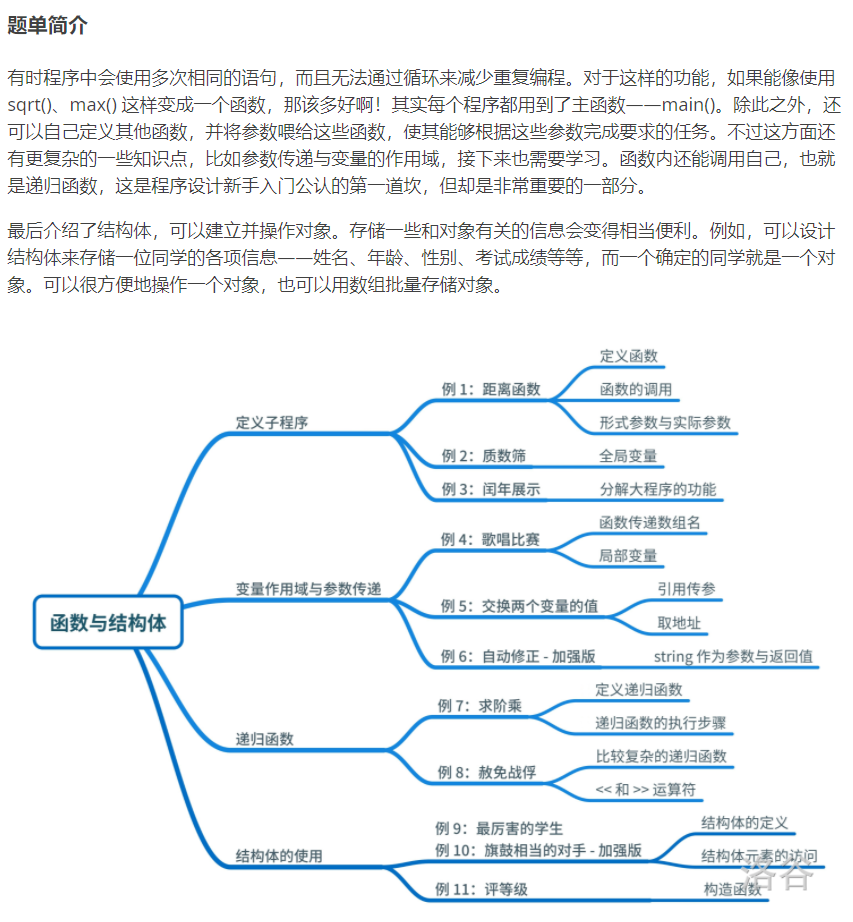 题单简介
有时程序中会使用多次相同的语句，而且无法通过循环来减少重复编程。对于这样的功能，如果能像使用
sqrt()、max() 这样变成一个函数，那该多好啊！其实每个程序都用到了主函数——main()。除此之外，还
可以自己定义其他函数，并将参数喂给这些函数，使其能够根据这些参数完成要求的任务。不过这方面还
有更复杂的一些知识点，比如参数传递与变量的作用域，接下来也需要学习。函数内还能调用自己，也就
是递归函数，这是程序设计新手入门公认的第一道坎，但却是非常重要的一部分。
最后介绍了结构体，可以建立并操作对象。存储一些和对象有关的信息会变得相当便利。例如，可以设计
结构体来存储一位同学的各项信息——姓名、年龄、性别、考试成绩等等，而一个确定的同学就是一个对
象。可以很方便地操作一个对象，也可以用数组批量存储对象。
函数与结构体
定义子程序
例 1：距离函数
定义函数
函数的调用
形式参数与实际参数
例 2：质数筛
全局变量
例 3：闰年展示
分解大程序的功能
变量作用域与参数传递
例 4：歌唱比赛
函数传递数组名
局部变量
例 5：交换两个变量的值
引用传参
取地址
例 6：自动修正 - 加强版
string 作为参数与返回值
递归函数
例 7：求阶乘
定义递归函数
递归函数的执行步骤
例 8：赦免战俘
比较复杂的递归函数
<< 和 >> 运算符
结构体的使用
例 9：最厉害的学生
例 10：旗鼓相当的对手 - 加强版
结构体的定义
结构体元素的访问
例 11：评等级
构造函数
洛谷